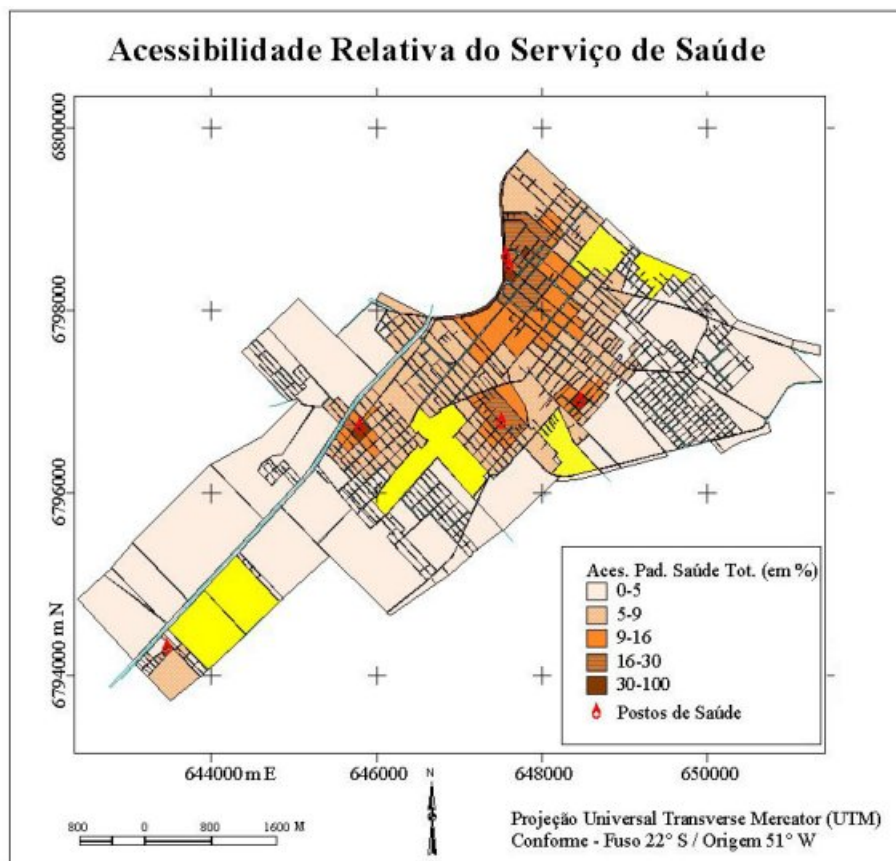 Acessibilidade Relativa do Serviço de Saúde
6800000
6798000
6796000
6794000 m N
Aces. Pad. Saúde Tot. (em %)
0-5
5-9
9-16
16-30
30-100
Postos de Saúde
644000 m E
646000
648000
650000
N
800
0
800
1600 M
Projeção Universal Transverse Mercator (UTM)
Conforme - Fuso 22° S / Origem 51° W